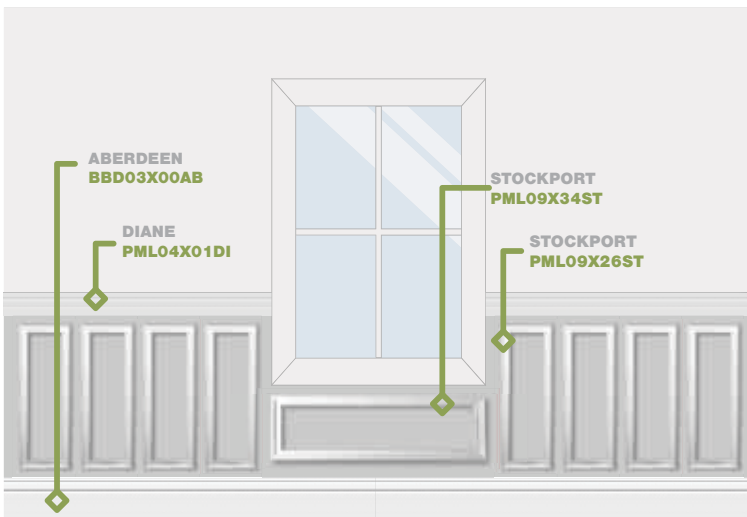 ABERDEEN
BBD03X00AB
DIANE
PML04X01DI
STOCKPORT
PML09X34ST
STOCKPORT
PML09X26ST